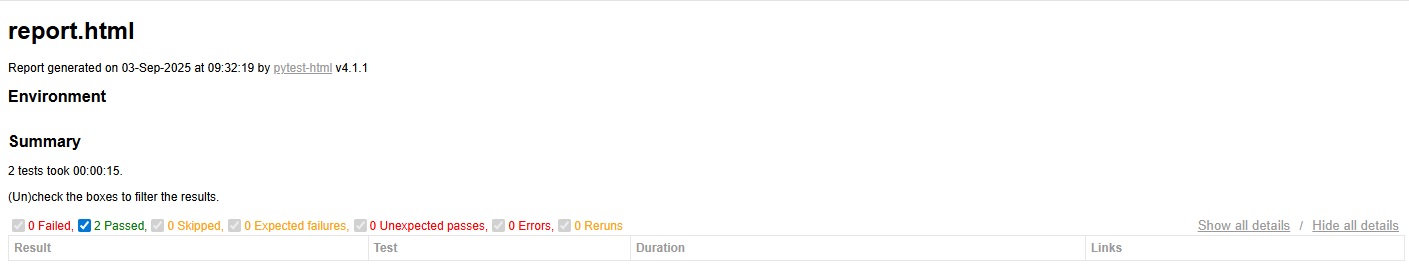 report.html
Report generated on 03-Sep-2025 at 09:32:19 by pytest-html v4.1.1
Environment
Summary
2 tests took 00:00:15.
(Un)check the boxes to filter the results.
0 Failed, 2 Passed, 0 Skipped, 0 Expected failures, 0 Unexpected passes, 0 Errors, 0 Reruns Show all details / Hide all details
Result Test Duration Links